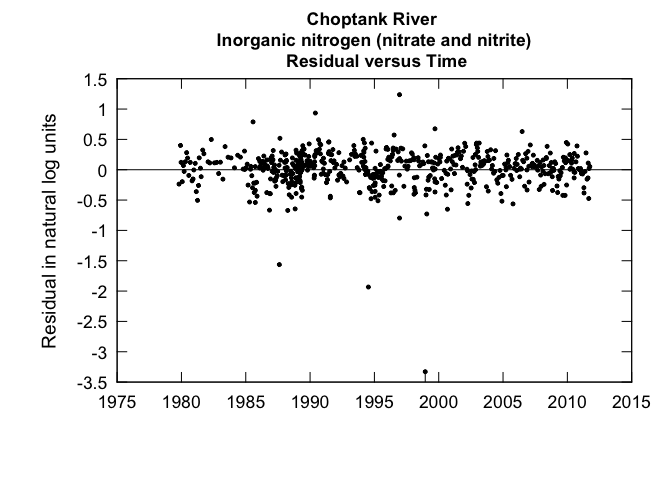 Choptank River
Inorganic nitrogen (nitrate and nitrite)
Residual versus Time
Residual in natural log units
1.5
1
0.5
0
-0.5
-1
-1.5
-2
-2.5
-3
-3.5
1975 1980 1985 1990 1995 2000 2005 2010 2015